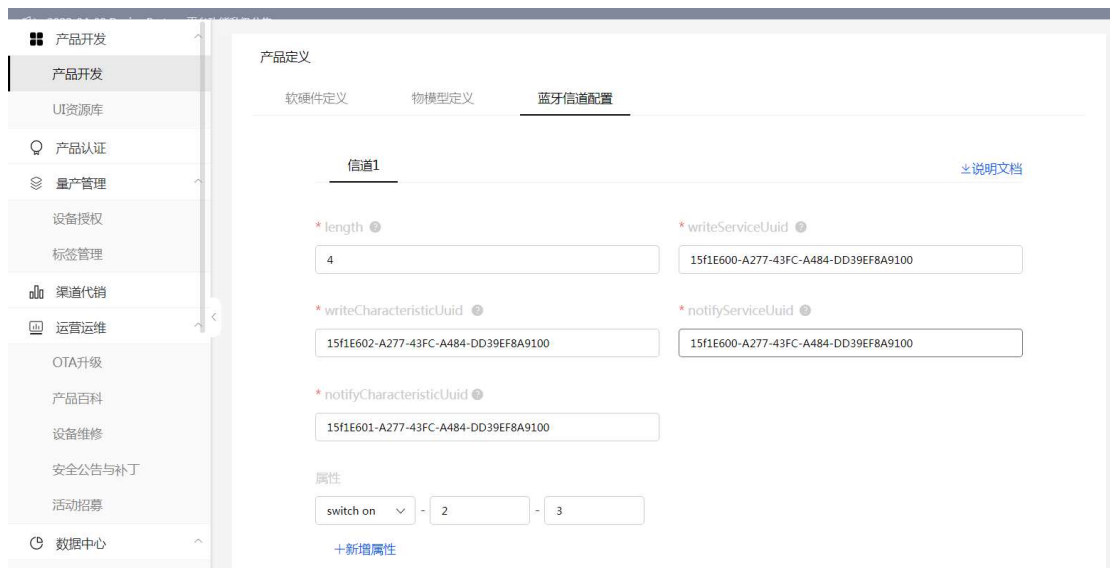 产品开发
产品开发
UI资源库
产品认证
量产管理
设备授权
标签管理
渠道代销
运营运维
OTA升级
产品百科
设备维修
安全公告与补丁
活动招募
数据中心
产品定义
软硬件定义 物模型定义 蓝牙信道配置
信道1 说明文档
* length * writeServiceUuid
4 15f1E600-A277-43FC-A484-DD39EF8A9100
* writeCharacteristicUuid * notifyServiceUuid
15f1E602-A277-43FC-A484-DD39EF8A9100 15f1E600-A277-43FC-A484-DD39EF8A9100
* notifyCharacteristicUuid
15f1E601-A277-43FC-A484-DD39EF8A9100
属性
switch on - 2 - 3
+新增属性